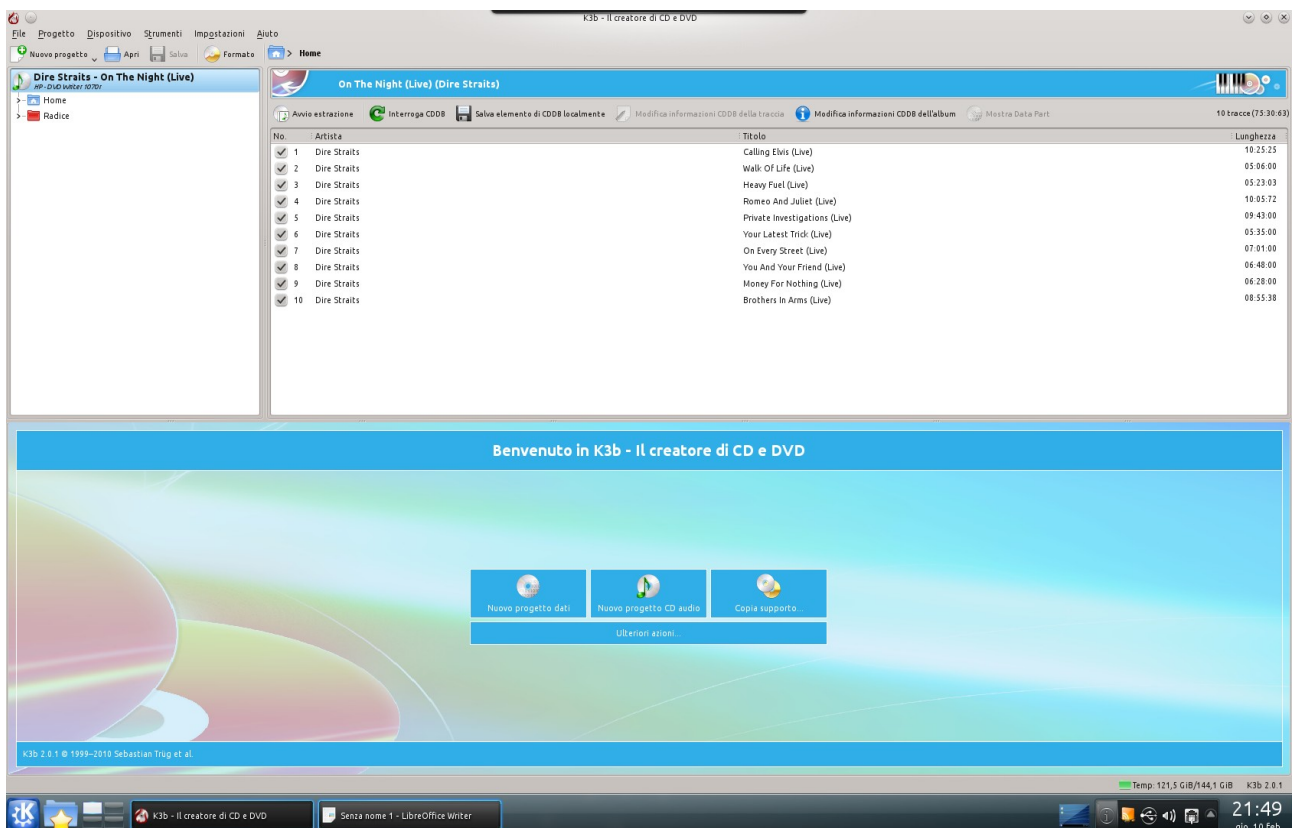 K3b - Il creatore di CD e DVD
File Progetto Dispositivo Strumenti Impostazioni Aiuto
Nuovo progetto Apri Salva Formato > Home
Dire Straits - On The Night (Live)
HP - DVD Writer 1070r
Home
Radice
On The Night (Live) (Dire Straits)
Avvio estrazione Interroga CDDB Salva elemento di CDDB localmente Modifica informazioni CDDB della traccia Modifica informazioni CDDB dell'album Mostra Data Part 10 tracce (75:30:63)
No. Artista Titolo Lunghezza
1 Dire Straits Calling Elvis (Live) 10:25:25
2 Dire Straits Walk Of Life (Live) 05:06:00
3 Dire Straits Heavy Fuel (Live) 05:23:03
4 Dire Straits Romeo And Juliet (Live) 10:05:72
5 Dire Straits Private Investigations (Live) 09:43:00
6 Dire Straits Your Latest Trick (Live) 05:35:00
7 Dire Straits On Every Street (Live) 07:01:00
8 Dire Straits You And Your Friend (Live) 06:48:00
9 Dire Straits Money For Nothing (Live) 06:28:00
10 Dire Straits Brothers In Arms (Live) 08:55:38
Benvenuto in K3b - Il creatore di CD e DVD
Nuovo progetto dati Nuovo progetto CD audio Copia supporto...
Ulteriori azioni...
K3b 2.0.1 © 1999–2010 Sebastian Trüg et al.
Temp: 121,5 GiB/144,1 GiB K3b 2.0.1
K3b - Il creatore di CD e DVD Senza nome 1 - LibreOffice Writer 21:49
gio 10 Feb